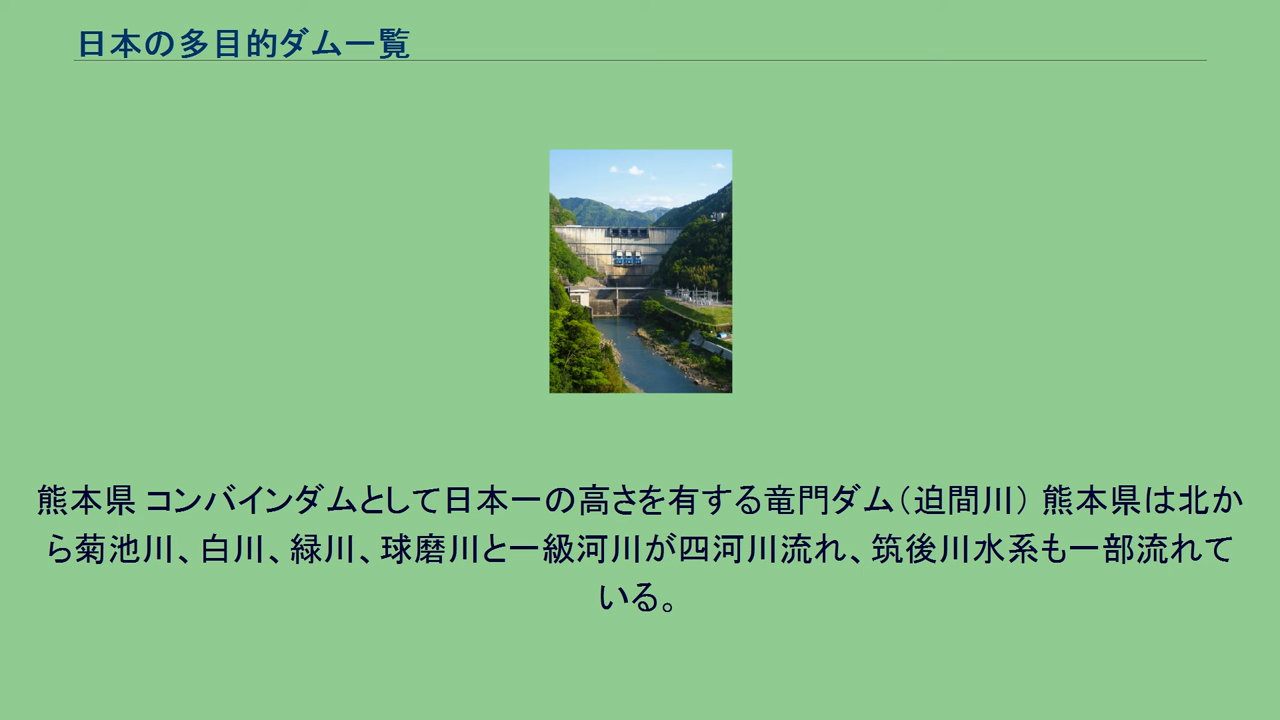 日本の多目的ダム一覧
熊本県 コンバインダムとして日本一の高さを有する竜門ダム（迫間川） 熊本県は北か
ら菊池川、白川、緑川、球磨川と一級河川が四河川流れ、筑後川水系も一部流れて
いる。